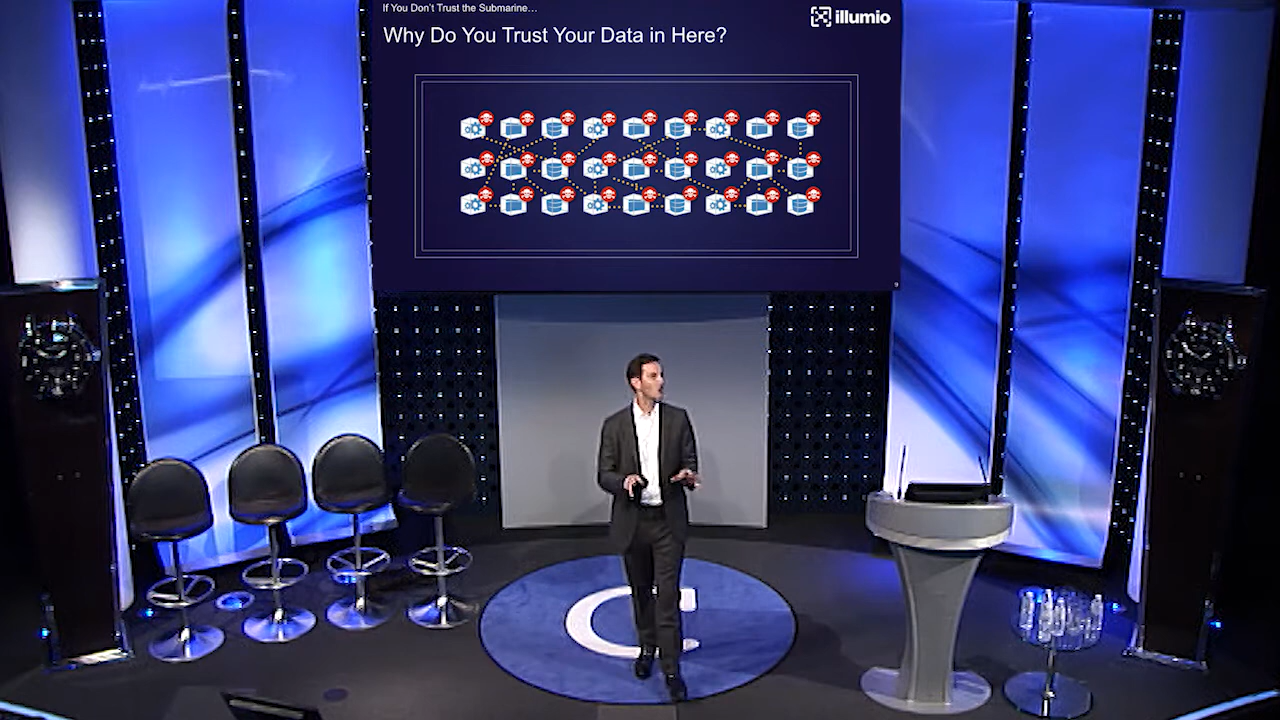 If You Don't Trust the Submarine...
illumio
Why Do You Trust Your Data in Here?
C